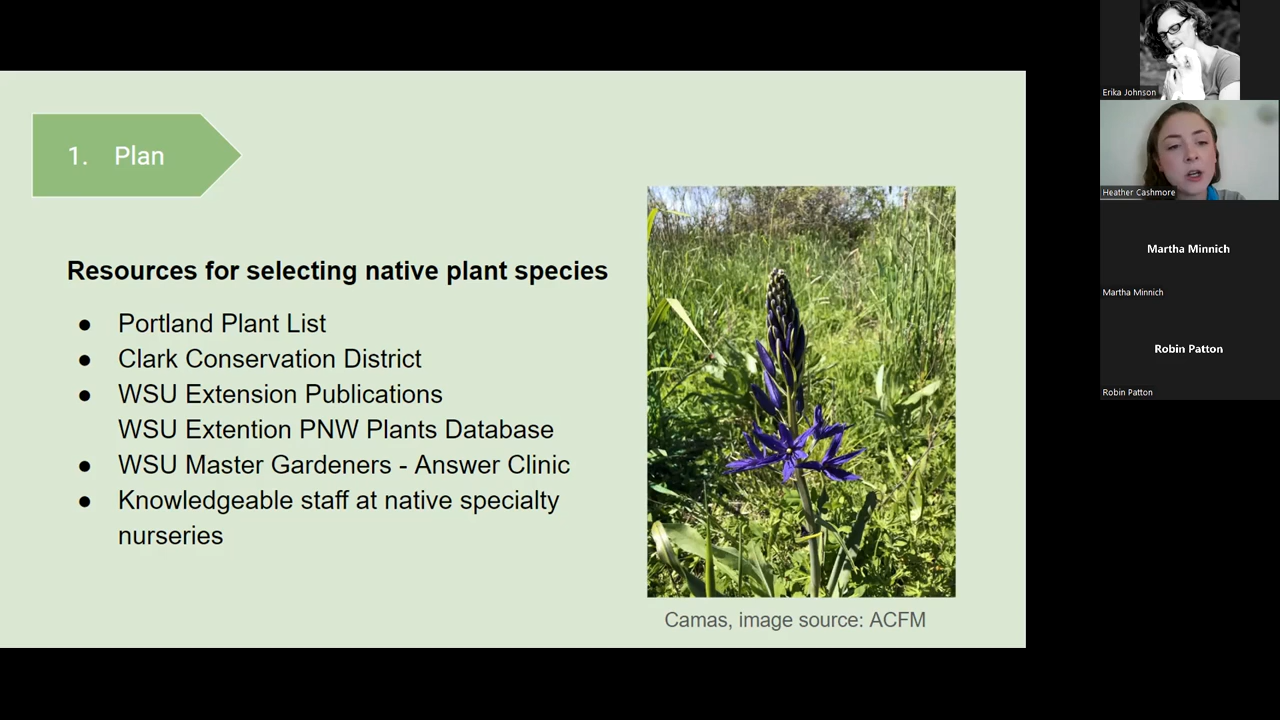 1. Plan
Resources for selecting native plant species
● Portland Plant List
● Clark Conservation District
● WSU Extension Publications
WSU Extention PNW Plants Database
● WSU Master Gardeners - Answer Clinic
● Knowledgeable staff at native specialty
nurseries
Camas, image source: ACFM
Erika Johnson
Heather Cashmore
Martha Minnich
Martha Minnich
Robin Patton
Robin Patton